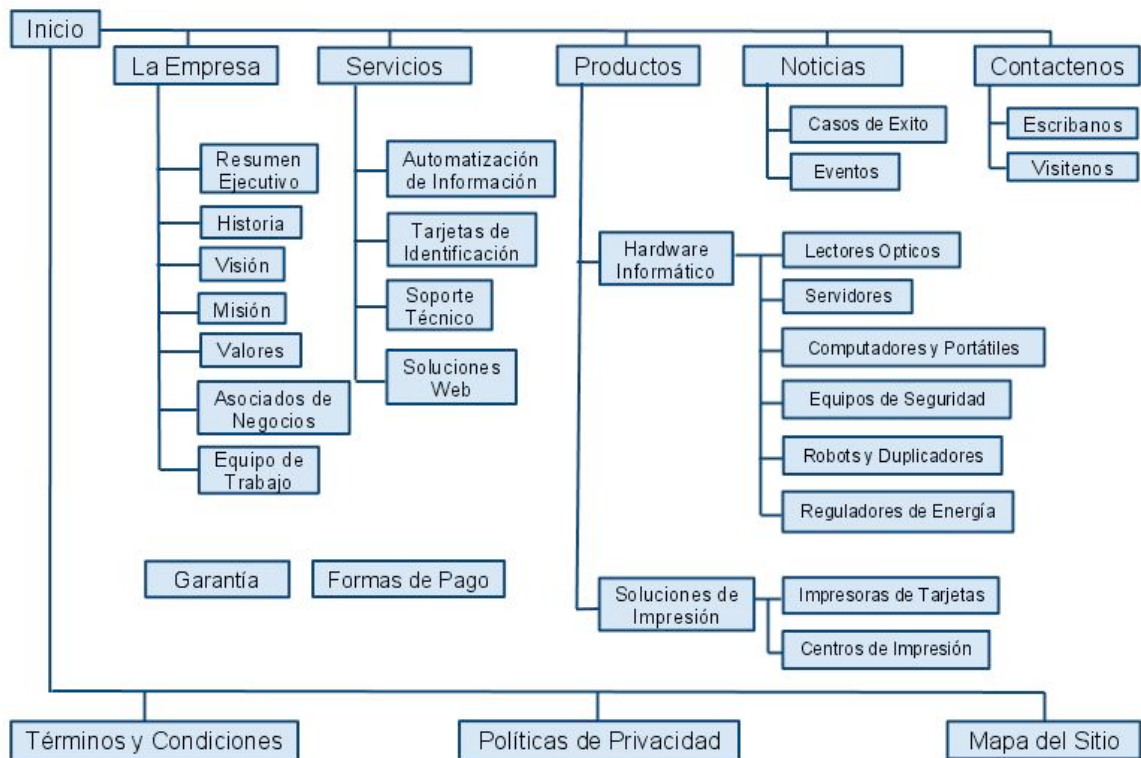 Inicio
La Empresa
Servicios
Productos
Noticias
Contactenos
Resumen
Ejecutivo
Historia
Visión
Misión
Valores
Asociados de
Negocios
Equipo de
Trabajo
Automatización
de Información
Tarjetas de
Identificación
Soporte
Técnico
Soluciones
Web
Hardware
Informático
Lectores Opticos
Servidores
Computadores y Portátiles
Equipos de Seguridad
Robots y Duplicadores
Reguladores de Energía
Soluciones de
Impresión
Impresoras de Tarjetas
Centros de Impresión
Casos de Exito
Eventos
Escribanos
Visitenos
Garantía
Formas de Pago
Términos y Condiciones
Políticas de Privacidad
Mapa del Sitio